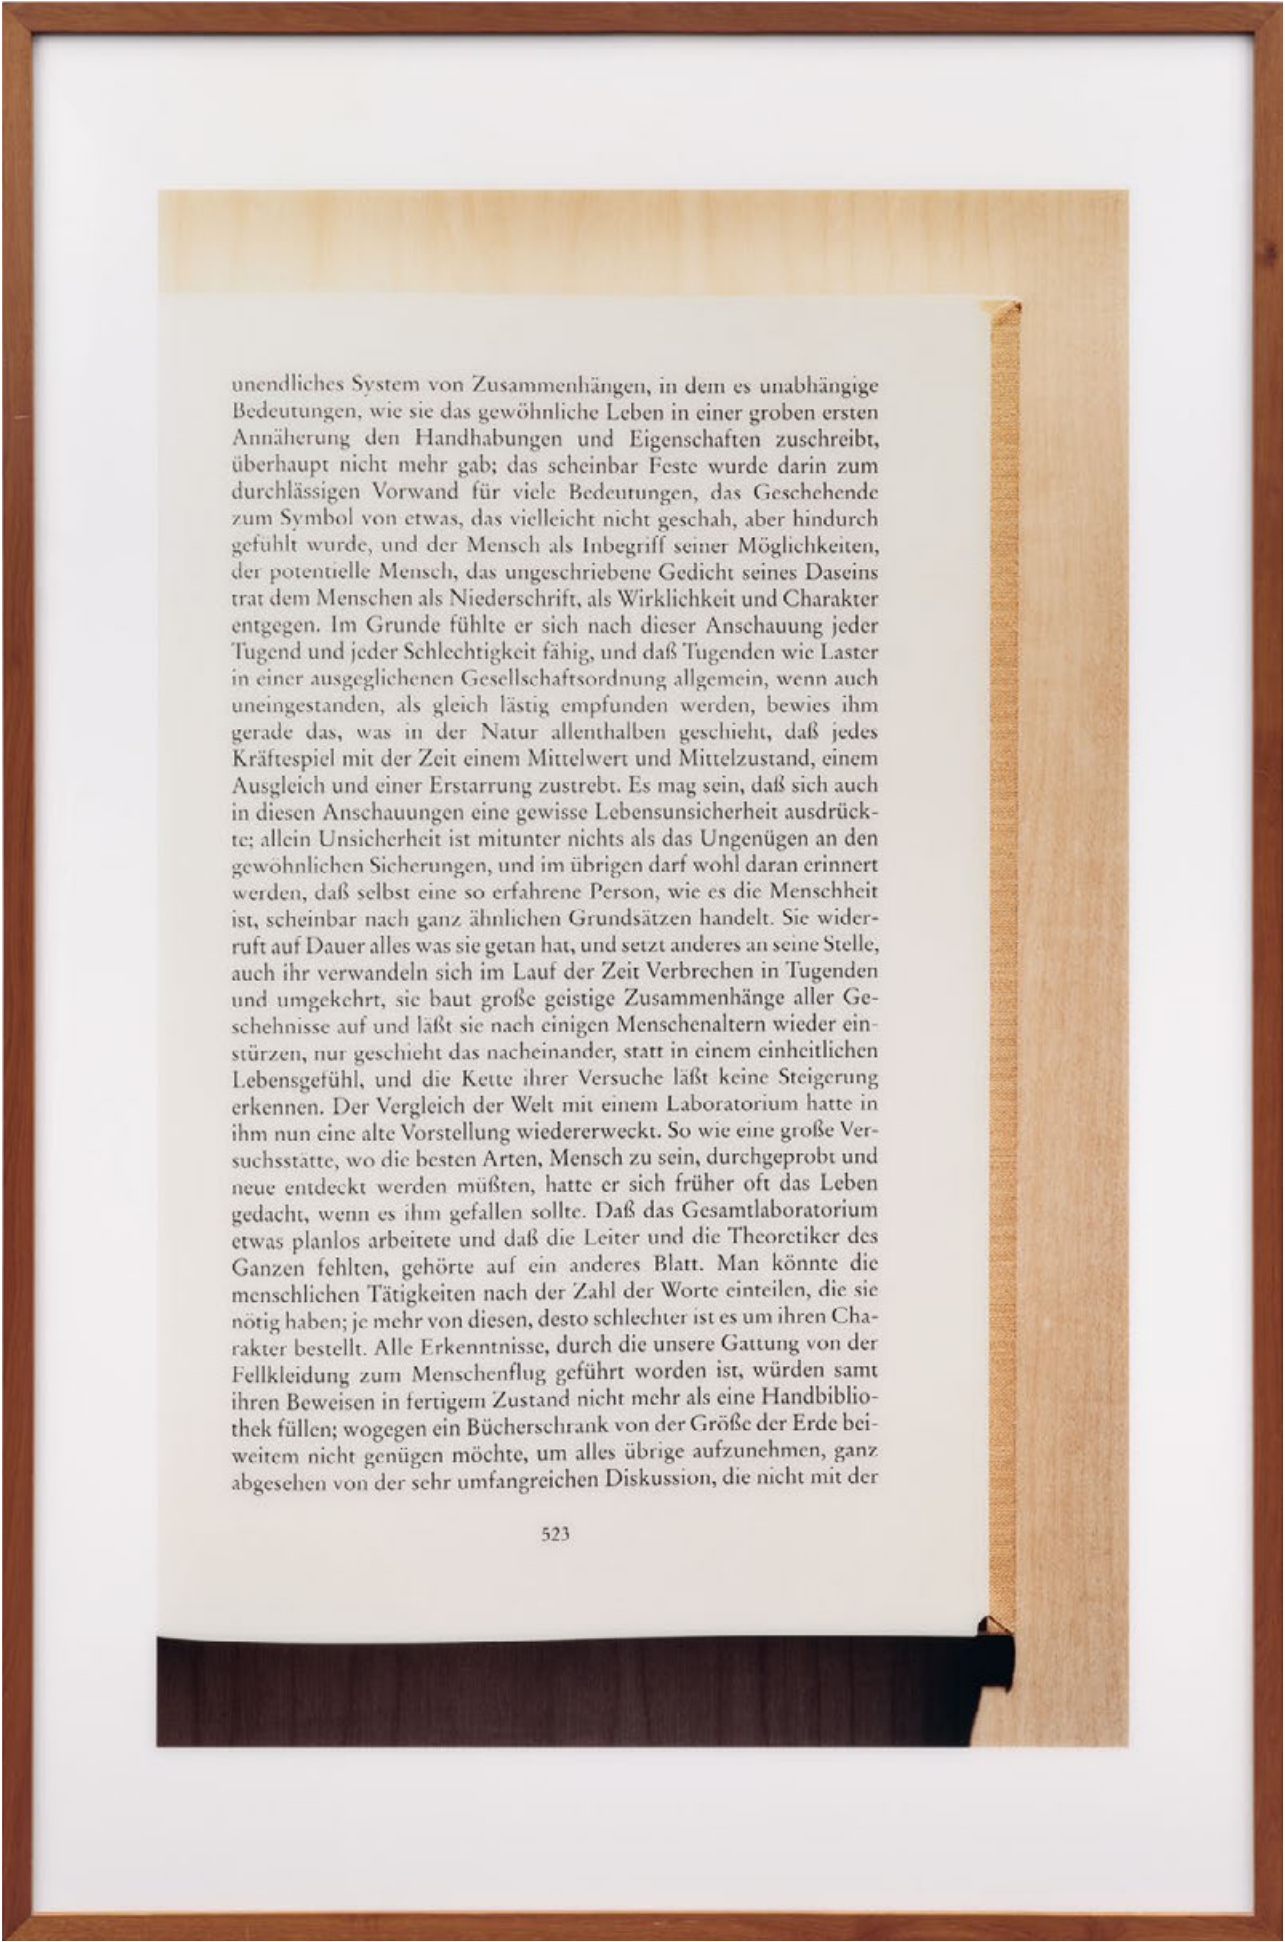 unendliches System von Zusammenhängen, in dem es unabhängige
Bedeutungen, wie sie das gewöhnliche Leben in einer groben ersten
Annäherung den Handhabungen und Eigenschaften zuschreibt,
überhaupt nicht mehr gab; das scheinbar Feste wurde darin zum
durchlässigen Vorwand für viele Bedeutungen, das Geschehende
zum Symbol von etwas, das vielleicht nicht geschah, aber hindurch
gefühlt wurde, und der Mensch als Inbegriff seiner Möglichkeiten,
der potentielle Mensch, das ungeschriebene Gedicht seines Daseins
trat dem Menschen als Niederschrift, als Wirklichkeit und Charakter
entgegen. Im Grunde fühlte er sich nach dieser Anschauung jeder
Tugend und jeder Schlechtigkeit fähig, und daß Tugenden wie Laster
in einer ausgeglichenen Gesellschaftsordnung allgemein, wenn auch
uneingestanden, als gleich lästig empfunden werden, bewies ihm
gerade das, was in der Natur allenthalben geschieht, daß jedes
Kräftespiel mit der Zeit einem Mittelwert und Mittelzustand, einem
Ausgleich und einer Erstarrung zustrebt. Es mag sein, daß sich auch
in diesen Anschauungen eine gewisse Lebensunsicherheit ausdrück-
te; allein Unsicherheit ist mitunter nichts als das Ungenügen an den
gewöhnlichen Sicherungen, und im übrigen darf wohl daran erinnert
werden, daß selbst eine so erfahrene Person, wie es die Menschheit
ist, scheinbar nach ganz ähnlichen Grundsätzen handelt. Sie wider-
ruft auf Dauer alles was sie getan hat, und setzt anderes an seine Stelle,
auch ihr verwandeln sich im Lauf der Zeit Verbrechen in Tugenden
und umgekehrt, sie baut große geistige Zusammenhänge aller Ge-
schehnisse auf und läßt sie nach einigen Menschenaltern wieder ein-
stürzen, nur geschieht das nacheinander, statt in einem einheitlichen
Lebensgefühl, und die Kette ihrer Versuche läßt keine Steigerung
erkennen. Der Vergleich der Welt mit einem Laboratorium hatte in
ihm nun eine alte Vorstellung wiedererweckt. So wie eine große Ver-
suchsstätte, wo die besten Arten, Mensch zu sein, durchgeprobt und
neue entdeckt werden müßten, hatte er sich früher oft das Leben
gedacht, wenn es ihm gefallen sollte. Daß das Gesamtlaboratorium
etwas planlos arbeitete und daß die Leiter und die Theoretiker des
Ganzen fehlten, gehörte auf ein anderes Blatt. Man könnte die
menschlichen Tätigkeiten nach der Zahl der Worte einteilen, die sie
nötig haben; je mehr von diesen, desto schlechter ist es um ihren Cha-
rakter bestellt. Alle Erkenntnisse, durch die unsere Gattung von der
Fellkleidung zum Menschenflug geführt worden ist, würden samt
ihren Beweisen in fertigem Zustand nicht mehr als eine Handbiblio-
thek füllen; wogegen ein Bücherschrank von der Größe der Erde bei-
weitem nicht genügen möchte, um alles übrige aufzunehmen, ganz
abgesehen von der sehr umfangreichen Diskussion, die nicht mit der
523